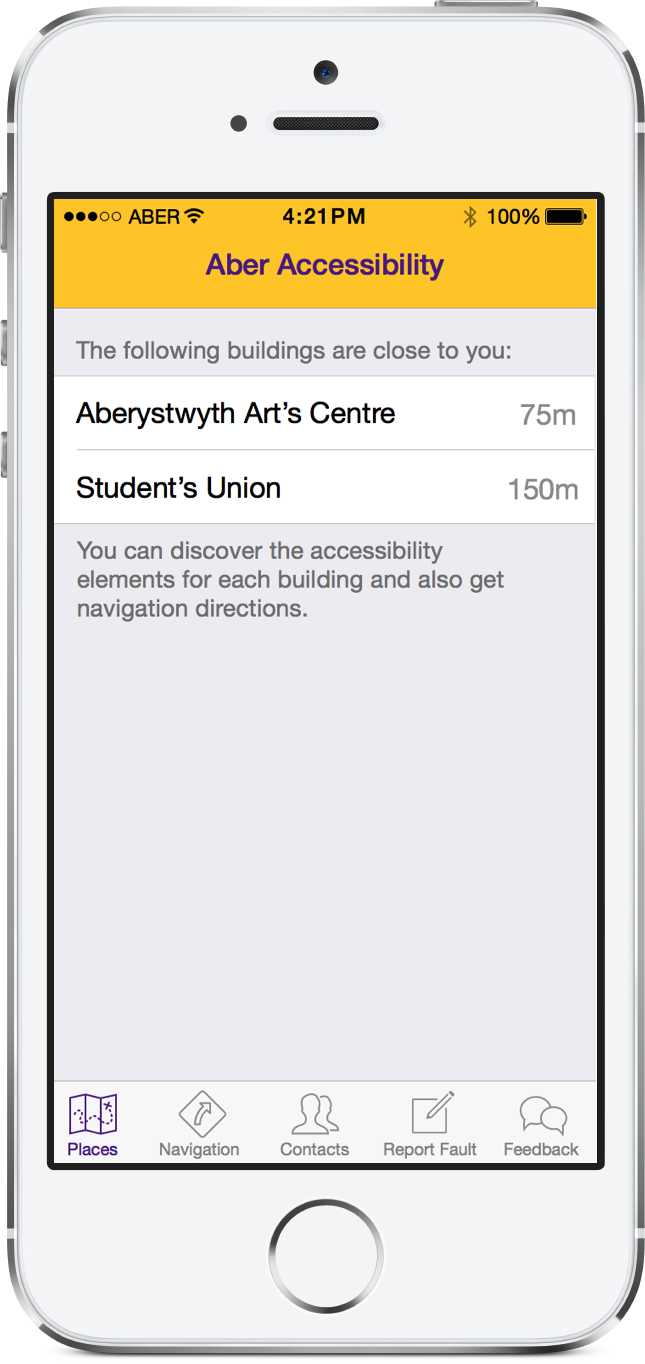 ABER 4:21PM 100%
Aber Accessibility
The following buildings are close to you:
Aberystwyth Art’s Centre 75m
Student’s Union 150m
You can discover the accessibility
elements for each building and also get
navigation directions.
Places Navigation Contacts Report Fault Feedback